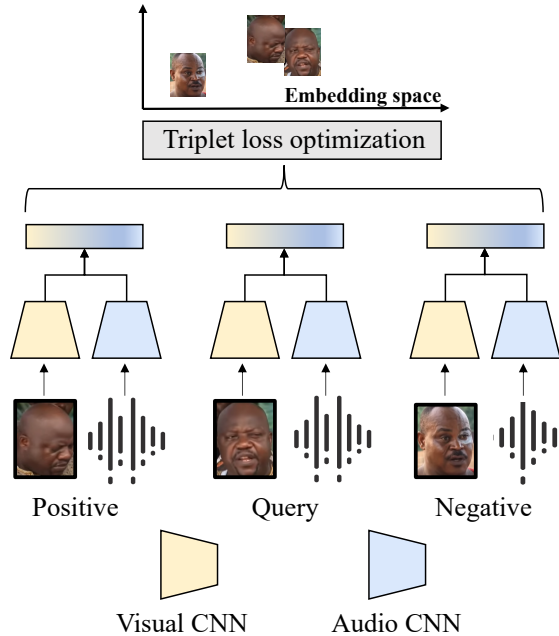 Embedding space
Triplet loss optimization
Positive
Query
Negative
Visual CNN
Audio CNN